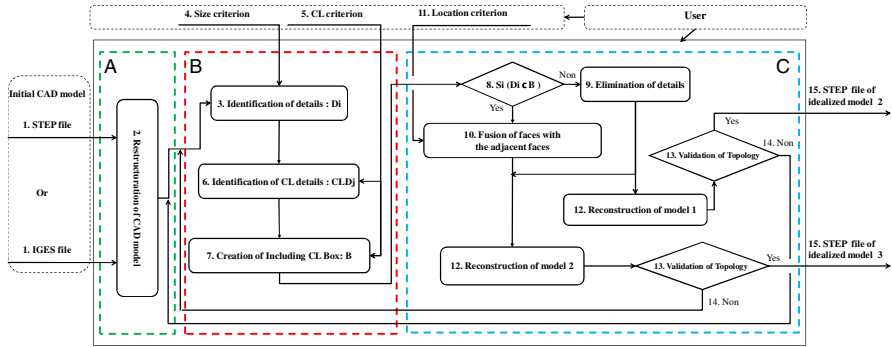 4. Size criterion
5. CL criterion
11. Location criterion
User
A
B
C
Initial CAD model
1. STEP file
Or
1. IGES file
2. Restructuration of CAD model
3. Identification of details : Di
6. Identification of CL details : CLDj
7. Creation of Including CL Box: B
8. Si (Di ⊂ B )
Non
Yes
9. Elimination of details
10. Fusion of faces with
the adjacent faces
12. Reconstruction of model 1
13. Validation of Topology
Yes
14. Non
15. STEP file of
idealized model 2
12. Reconstruction of model 2
13. Validation of Topology
Yes
14. Non
15. STEP file of
idealized model 3